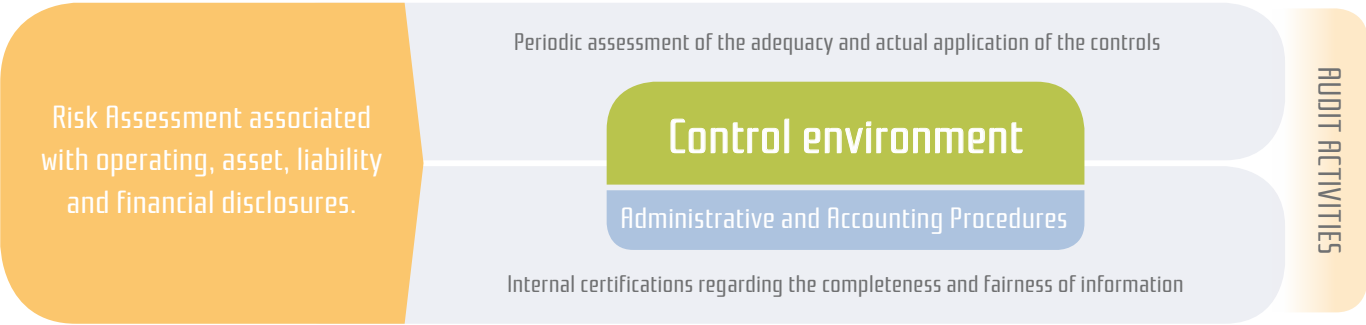 Risk Assessment associated
with operating, asset, liability
and financial disclosures.
Periodic assessment of the adequacy and actual application of the controls
Control environment
Administrative and Accounting Procedures
Internal certifications regarding the completeness and fairness of information
AUDIT ACTIVITIES